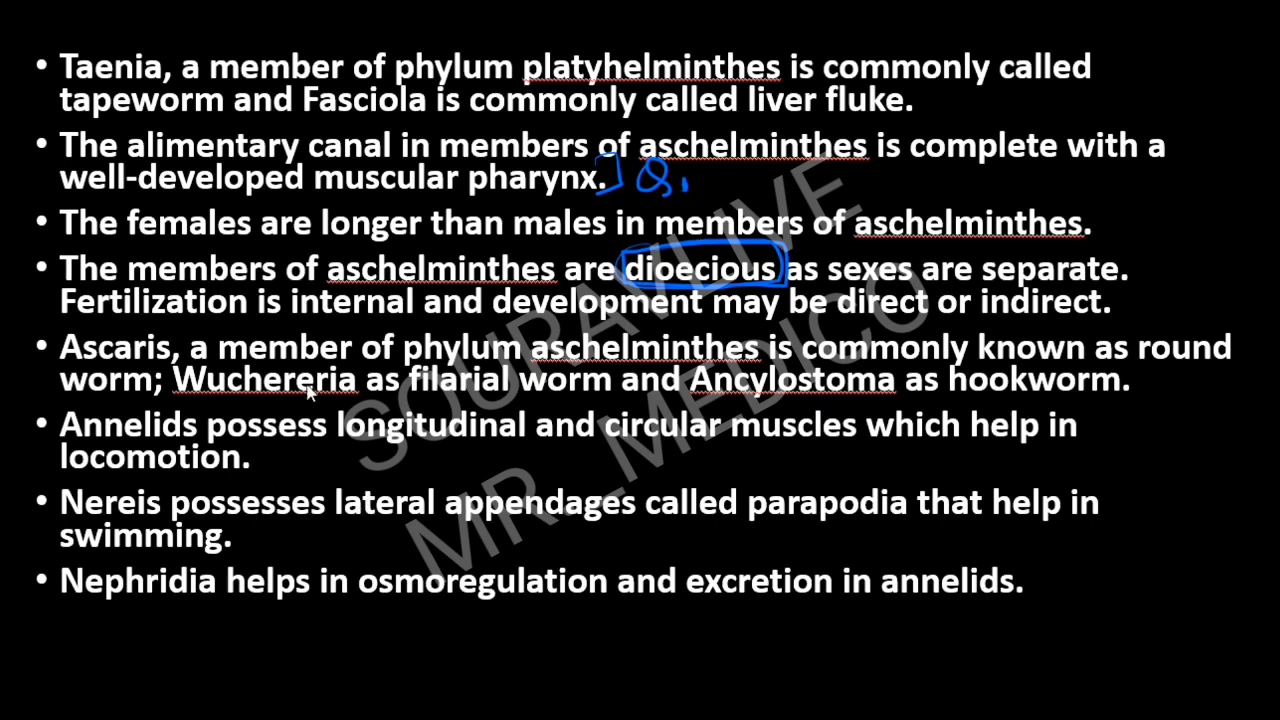 • Taenia, a member of phylum platyhelminthes is commonly called
tapeworm and Fasciola is commonly called liver fluke.
• The alimentary canal in members of aschelminthes is complete with a
well-developed muscular pharynx.
• The females are longer than males in members of aschelminthes.
• The members of aschelminthes are dioecious as sexes are separate.
Fertilization is internal and development may be direct or indirect.
• Ascaris, a member of phylum aschelminthes is commonly known as round
worm; Wuchereria as filarial worm and Ancylostoma as hookworm.
• Annelids possess longitudinal and circular muscles which help in
locomotion.
• Nereis possesses lateral appendages called parapodia that help in
swimming.
• Nephridia helps in osmoregulation and excretion in annelids.
SOURAVLIVE
MR_MEDICO